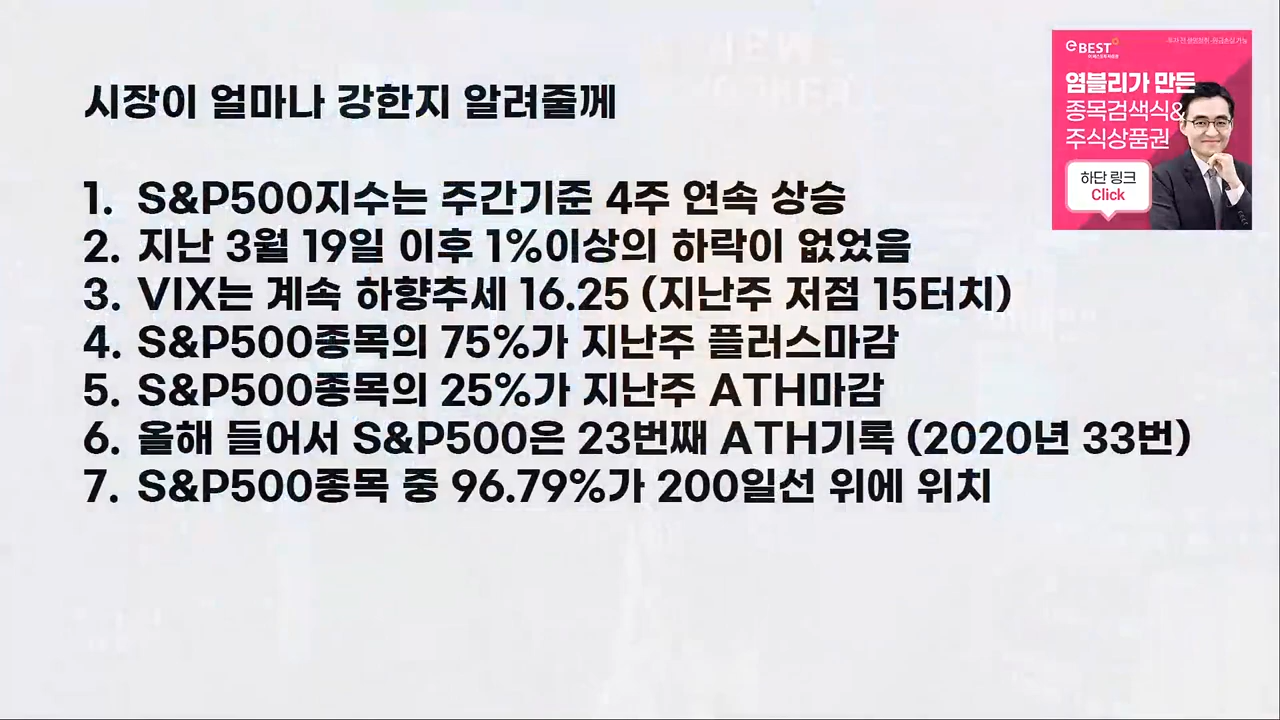 시장이 얼마나 강한지 알려줄께
1. S&P500지수는 주간기준 4주 연속 상승
2. 지난 3월 19일 이후 1%이상의 하락이 없었음
3. VIX는 계속 하향추세 16.25 (지난주 저점 15터치)
4. S&P500종목의 75%가 지난주 플러스마감
5. S&P500종목의 25%가 지난주 ATH마감
6. 올해 들어서 S&P500은 23번째 ATH기록 (2020년 33번)
7. S&P500종목 중 96.79%가 200일선 위에 위치
eBEST
염블리가 만든
종목검색식&
주식상품권
하단 링크
Click